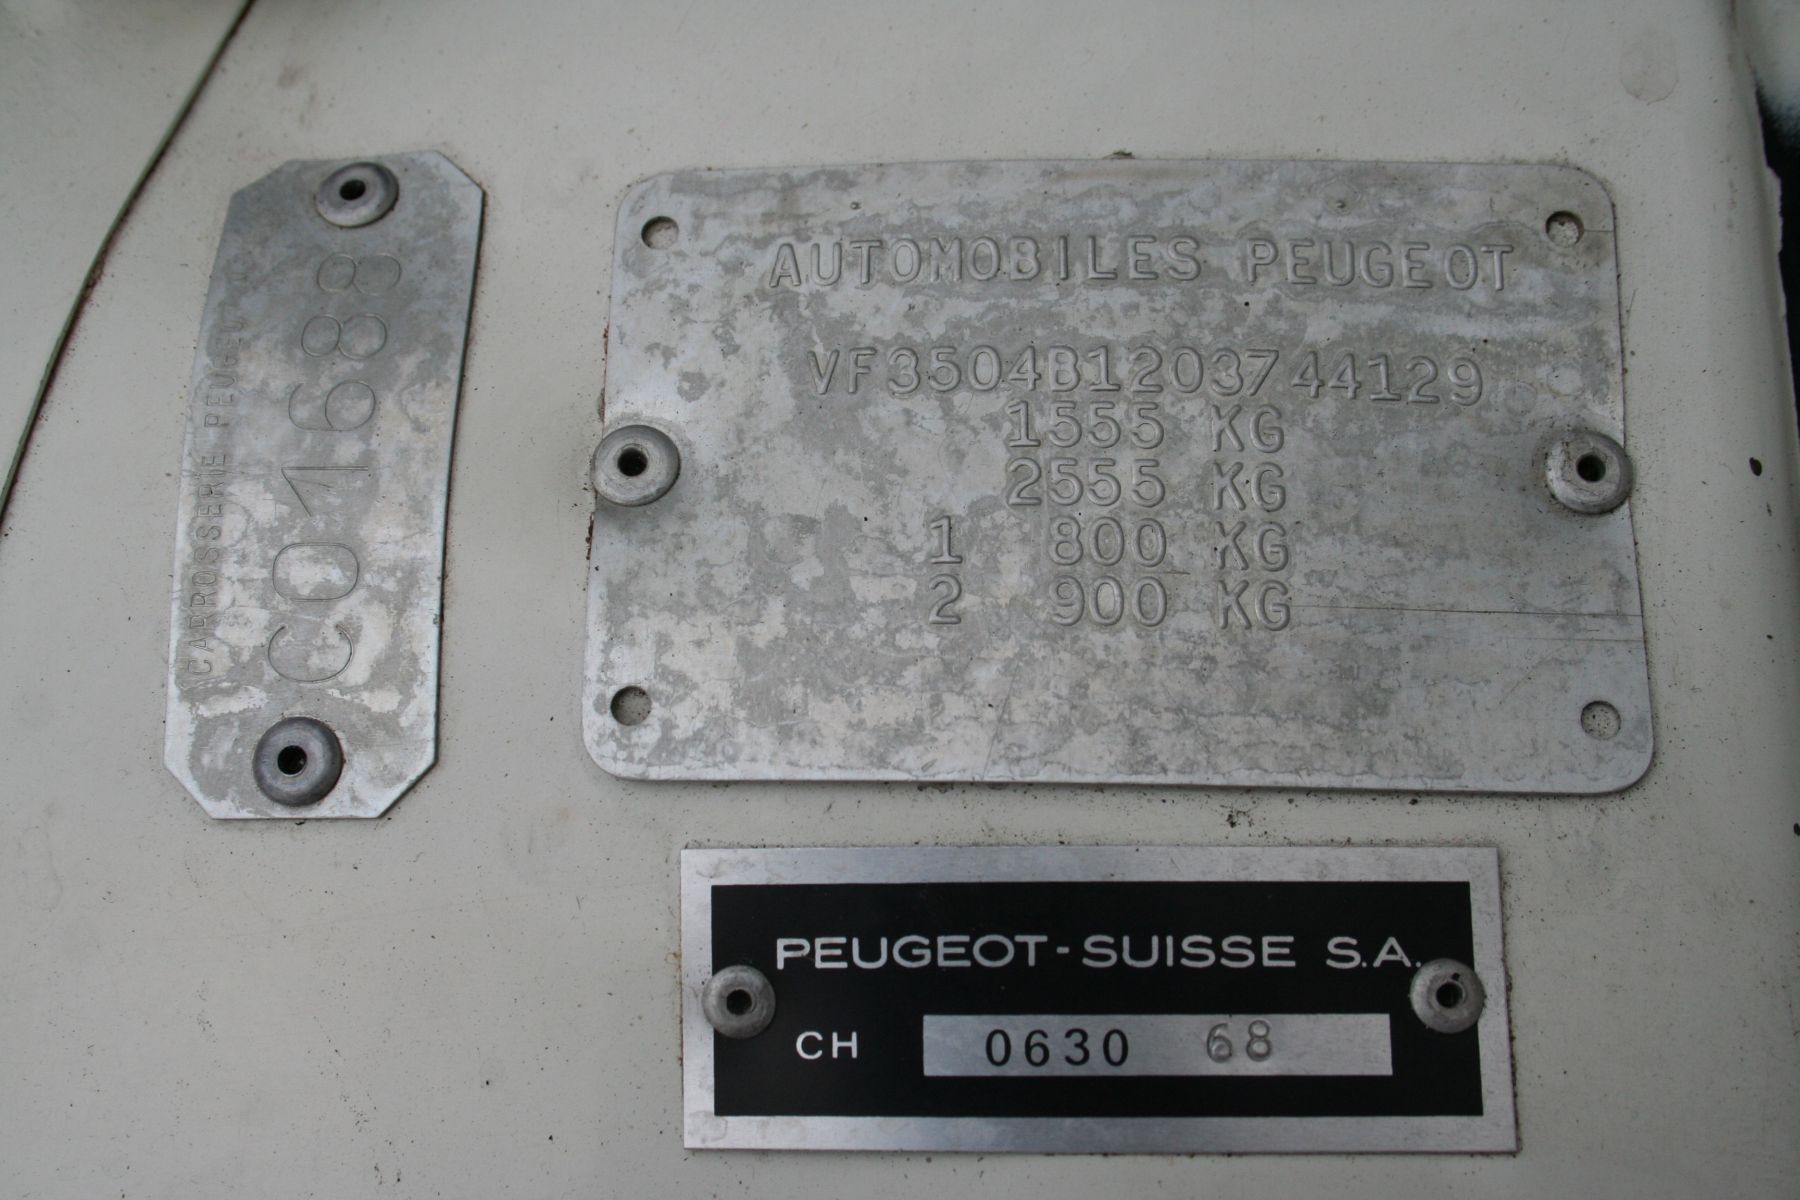 CARROSSERIE PEUGEOT
C01688
AUTOMOBILES PEUGEOT
VF3504B1203744129
1555 KG
2555 KG
1 800 KG
2 900 KG
PEUGEOT-SUISSE S.A.
CH 0630 68